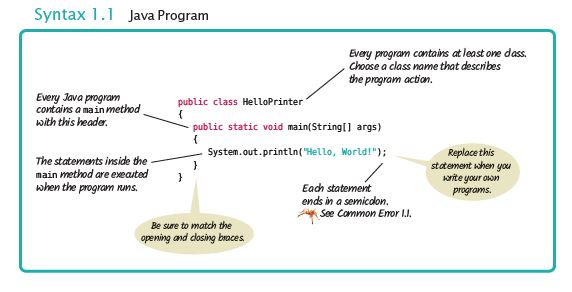 Syntax 1.1 Java Program
Every program contains at least one class.
Choose a class name that describes
the program action.
Every Java program
contains a main method
with this header.
public class HelloPrinter
{
public static void main(String[] args)
{
System.out.println("Hello, World!");
}
}
The statements inside the
main method are executed
when the program runs.
Replace this
statement when you
write your own
programs.
Each statement
ends in a semicolon.
See Common Error 1.1.
Be sure to match the
opening and closing braces.